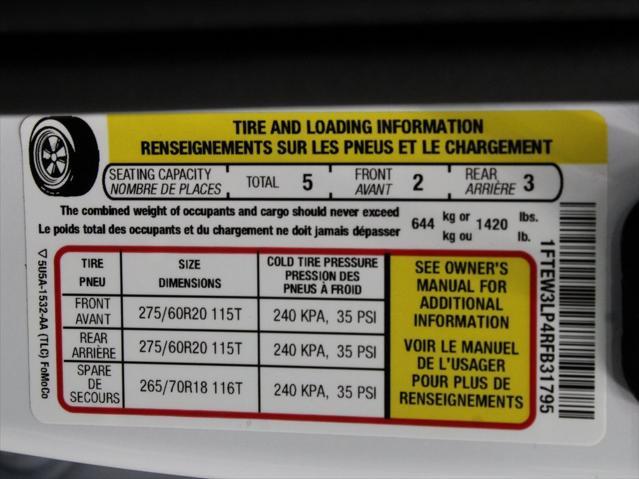 TIRE AND LOADING INFORMATION
RENSEIGNEMENTS SUR LES PNEUS ET LE CHARGEMENT
SEATING CAPACITY TOTAL 5 FRONT 2 REAR 3
NOMBRE DE PLACES AVANT ARRIÈRE
The combined weight of occupants and cargo should never exceed 644 kg or 1420 lbs.
Le poids total des occupants et du chargement ne doit jamais dépasser kg ou lb.
TIRE SIZE COLD TIRE PRESSURE
PNEU DIMENSIONS PRESSION DES
PNEUS À FROID
FRONT
AVANT 275/60R20 115T 240 KPA, 35 PSI
REAR
ARRIÈRE 275/60R20 115T 240 KPA, 35 PSI
SPARE
DE
SECOURS 265/70R18 116T 240 KPA, 35 PSI
SEE OWNER'S
MANUAL FOR
ADDITIONAL
INFORMATION
VOIR LE MANUEL
DE L'USAGER
POUR PLUS DE
RENSEIGNEMENTS
5U5A-1532-AA (TLC) FoMoCo
1FTEW3LP4RFB31795